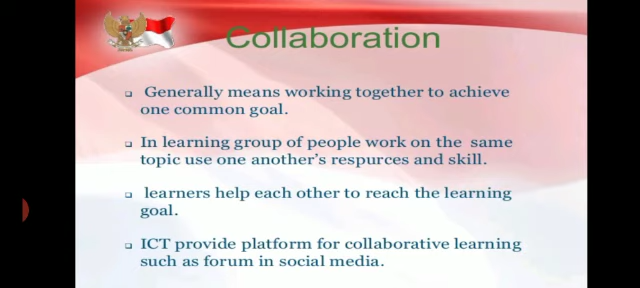 Collaboration
Generally means working together to achieve
one common goal.
In learning group of people work on the same
topic use one another's respurces and skill.
learners help each other to reach the learning
goal.
ICT provide platform for collaborative learning
such as forum in social media.